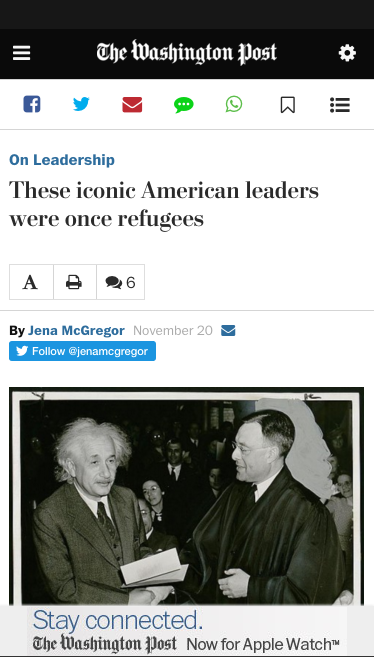 The Washington Post
On Leadership
These iconic American leaders
were once refugees
A 6
By Jena McGregor November 20
Follow @jenamcgregor
Stay connected.
The Washington Post Now for Apple Watch™